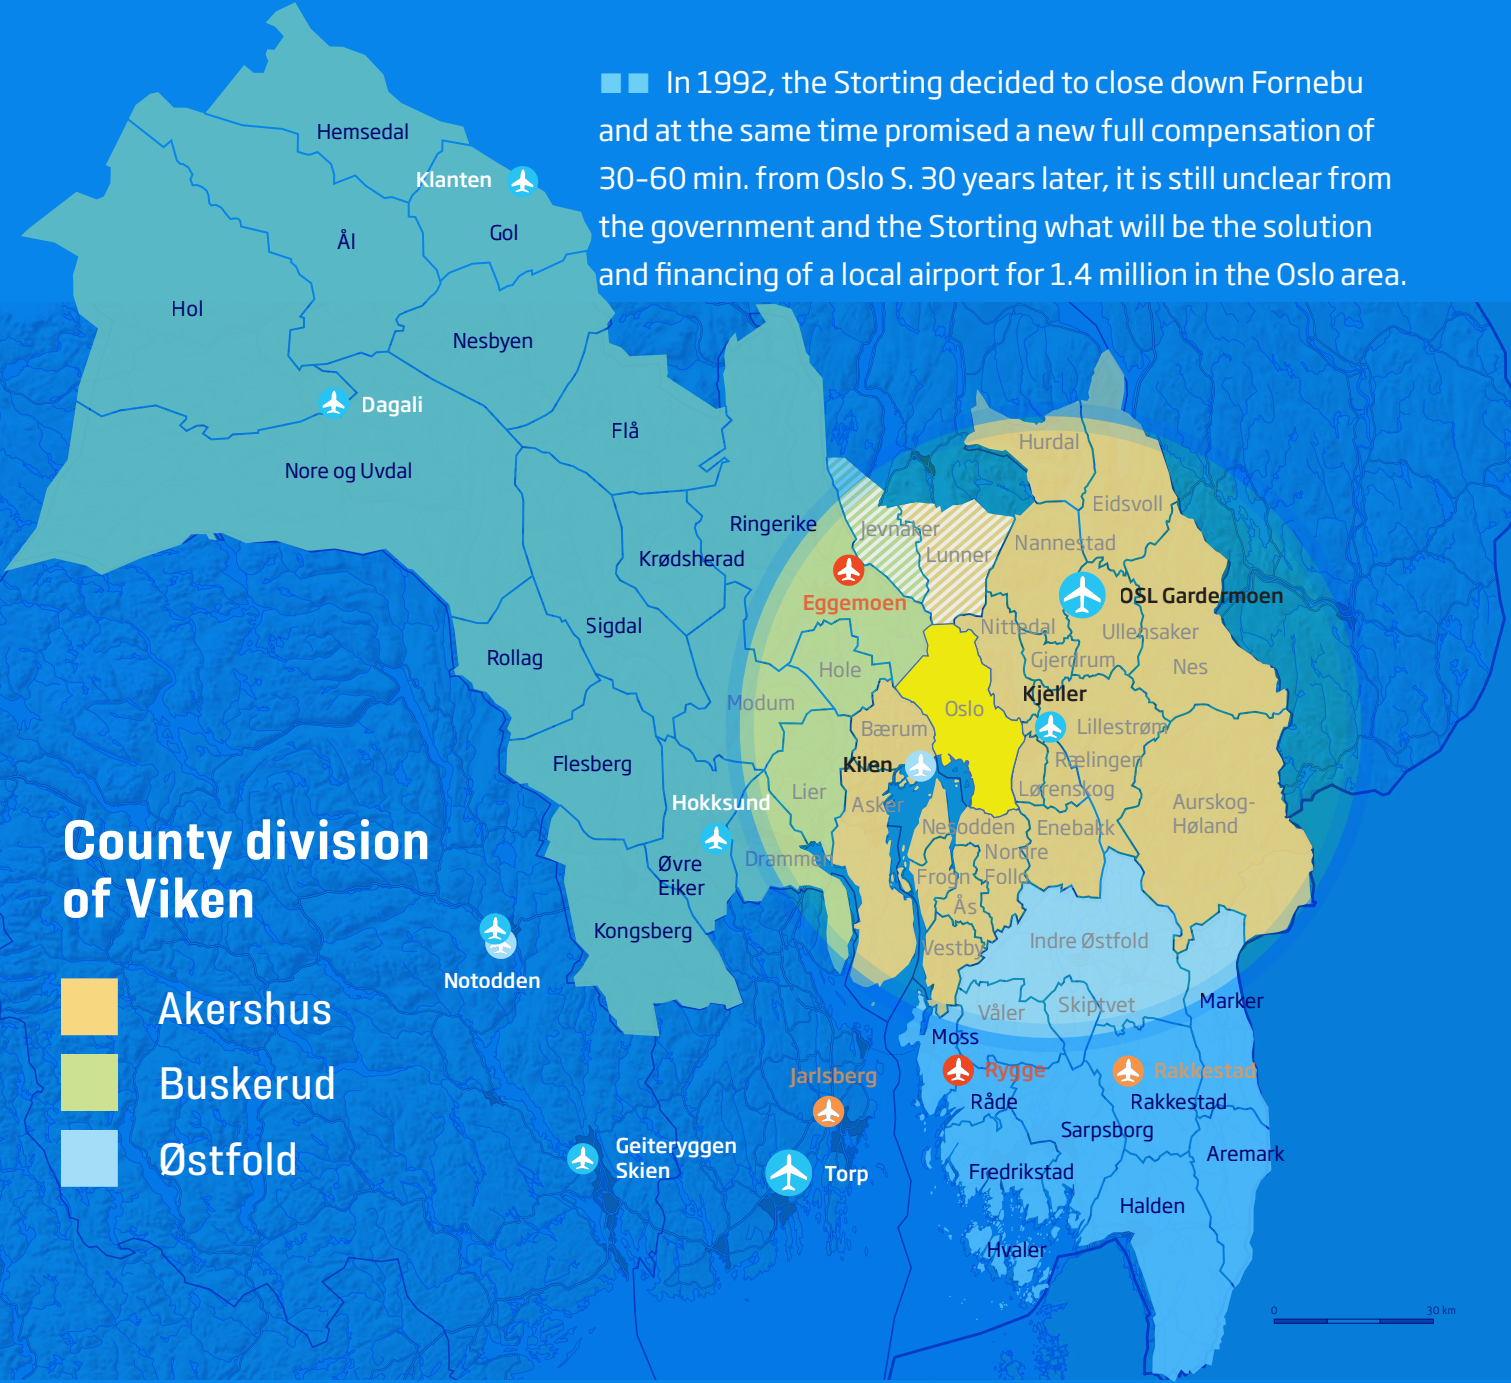 In 1992, the Storting decided to close down Fornebu
and at the same time promised a new full compensation of
30–60 min. from Oslo S. 30 years later, it is still unclear from
the government and the Storting what will be the solution
and financing of a local airport for 1.4 million in the Oslo area.
Hemsedal
Klanten
Ål
Gol
Hol
Nesbyen
Dagali
Flå
Nore og Uvdal
Hurdal
Eidsvoll
Ringerike
Jevnaker
Lunner
Nannestad
Krødsherad
Eggemoen
OSL Gardermoen
Sigdal
Nittedal
Ullensaker
Rollag
Gjerdrum
Nes
Hole
Kjeller
Modum
Oslo
Bærum
Lillestrøm
Flesberg
Kilen
Rælingen
Hokksund
Lier
Asker
Lørenskog
Aurskog-
Høland
Nesodden
Enebakk
County division
of Viken
Øvre
Eiker
Drammen
Nordre
Follo
Frogn
Ås
Kongsberg
Vestby
Indre Østfold
Notodden
Akershus
Våler
Skiptvet
Marker
Moss
Buskerud
Jarlsberg
Rygge
Rakkestad
Råde
Rakkestad
Sarpsborg
Østfold
Geiteryggen
Skien
Torp
Fredrikstad
Aremark
Halden
Hvaler
0 30 km